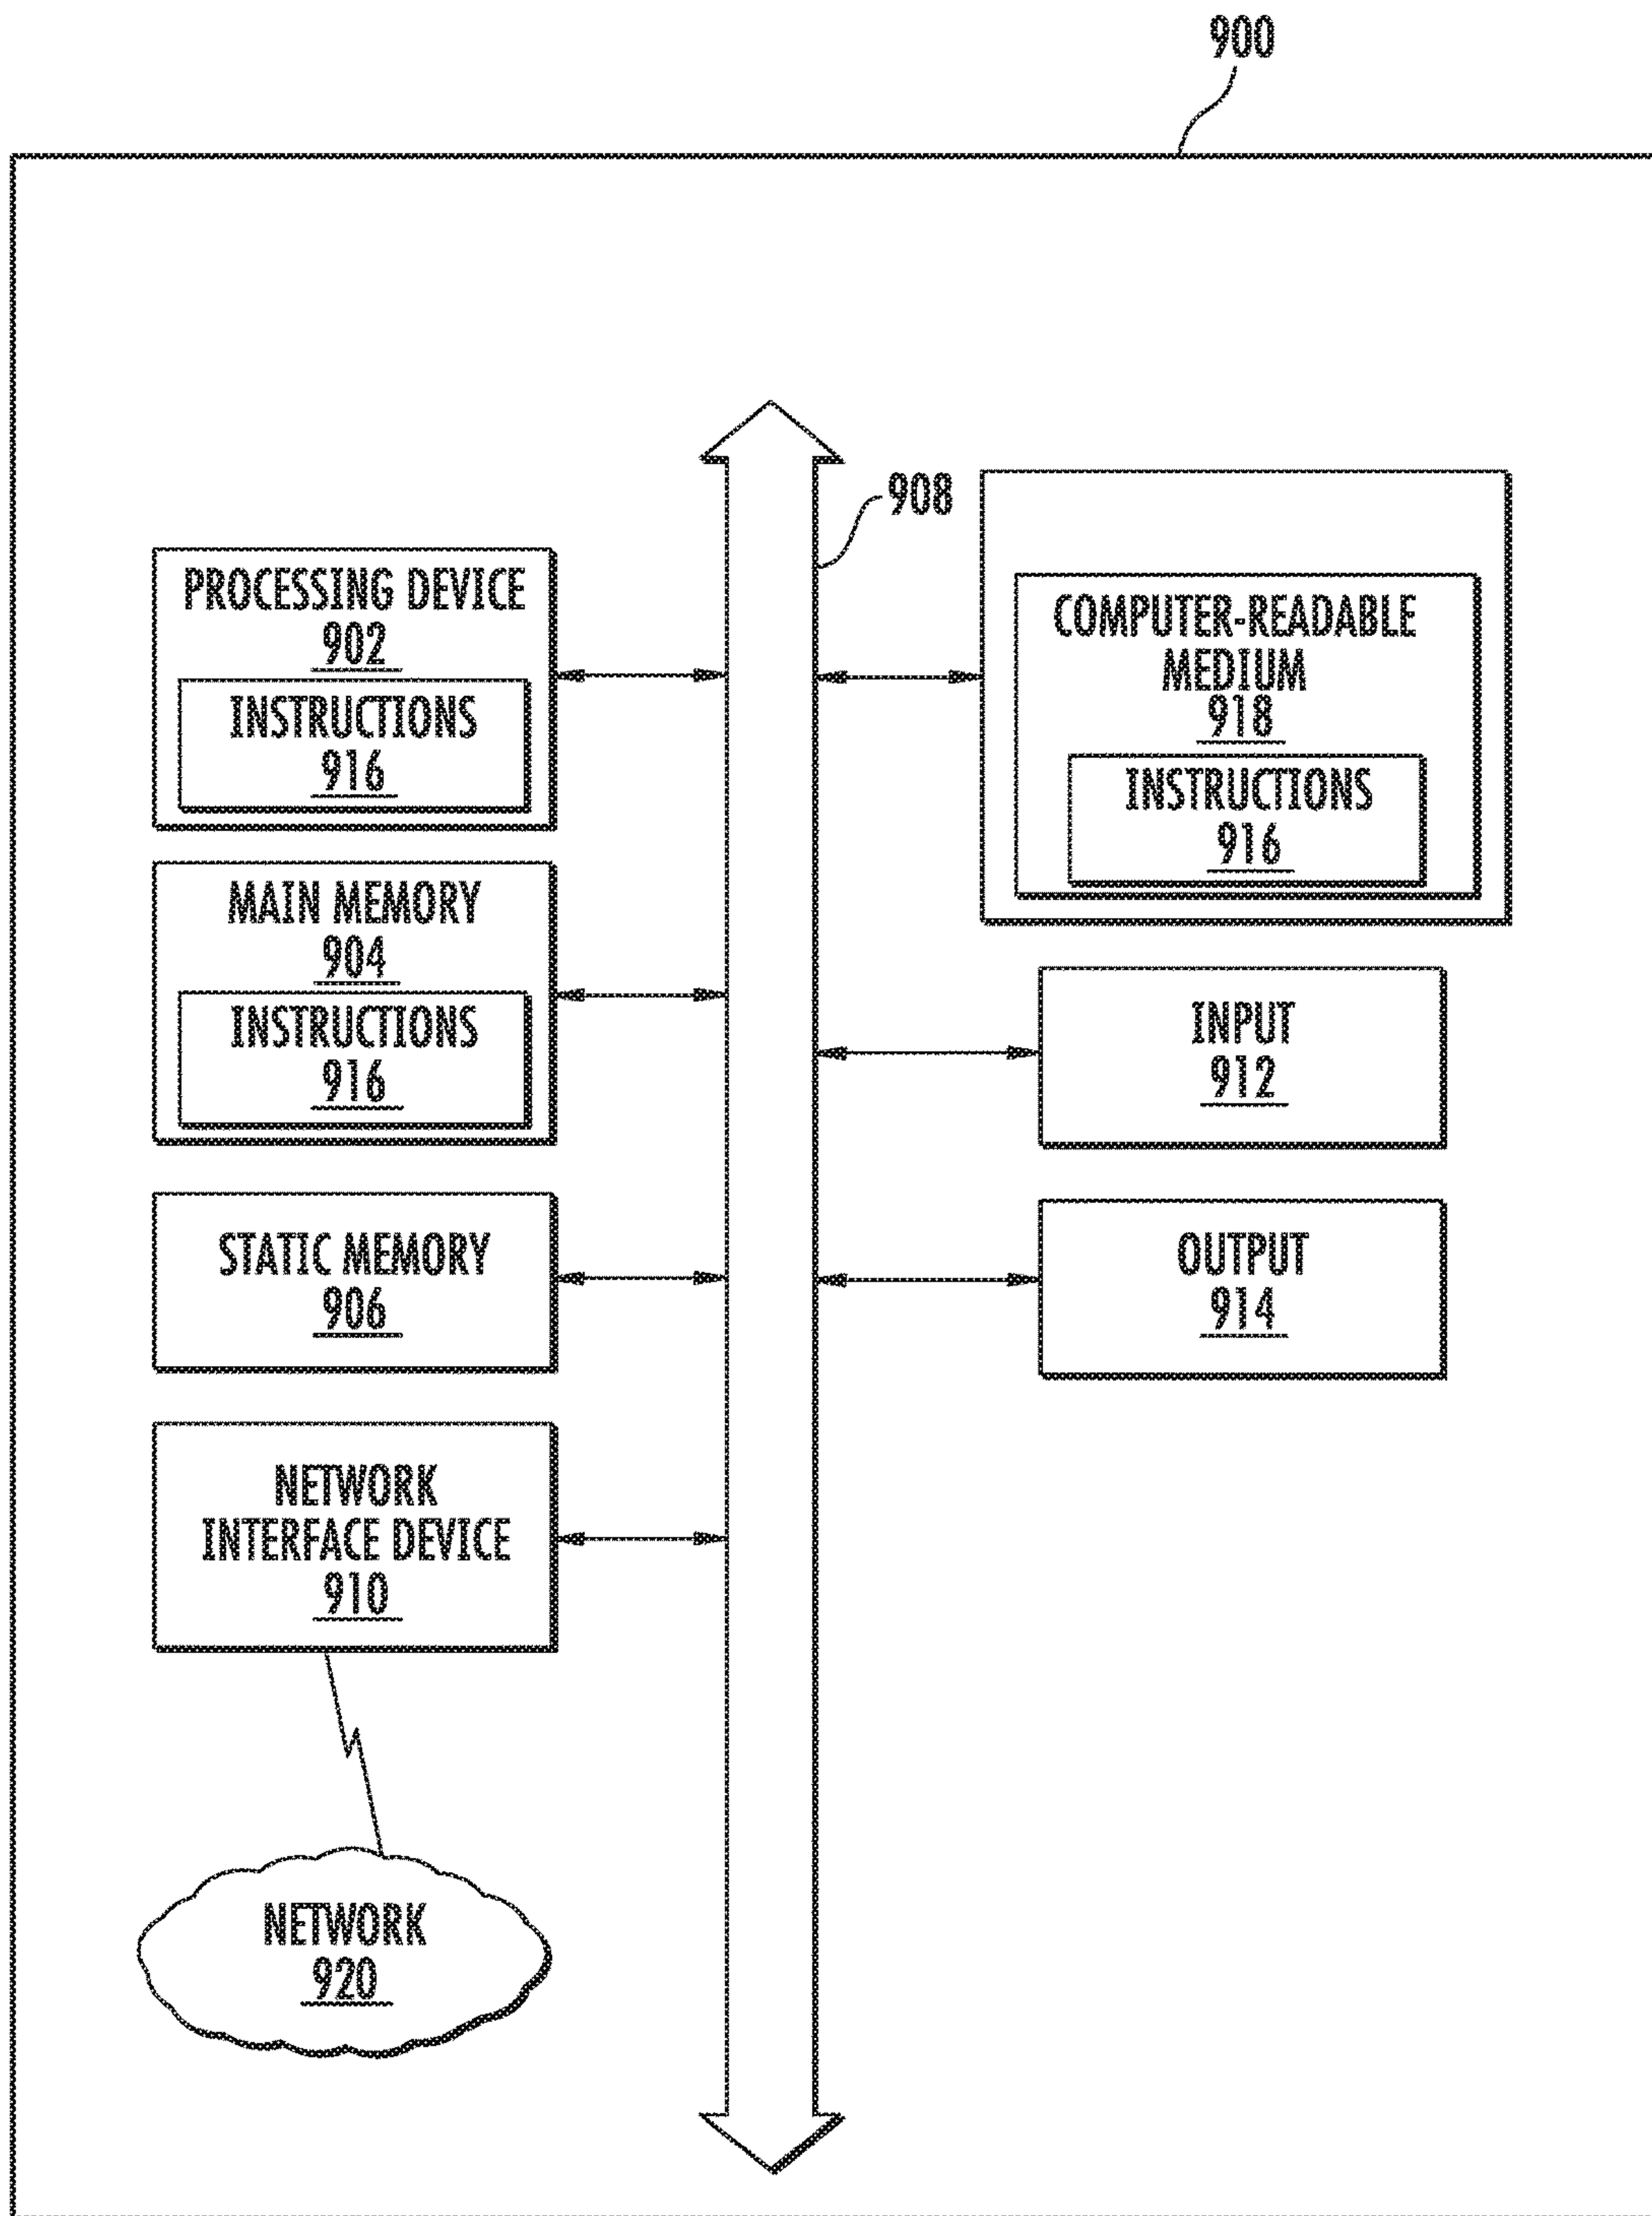 900
908
PROCESSING DEVICE
902
INSTRUCTIONS
916
MAIN MEMORY
904
INSTRUCTIONS
916
STATIC MEMORY
906
NETWORK
INTERFACE DEVICE
910
NETWORK
920
COMPUTER-READABLE
MEDIUM
918
INSTRUCTIONS
916
INPUT
912
OUTPUT
914